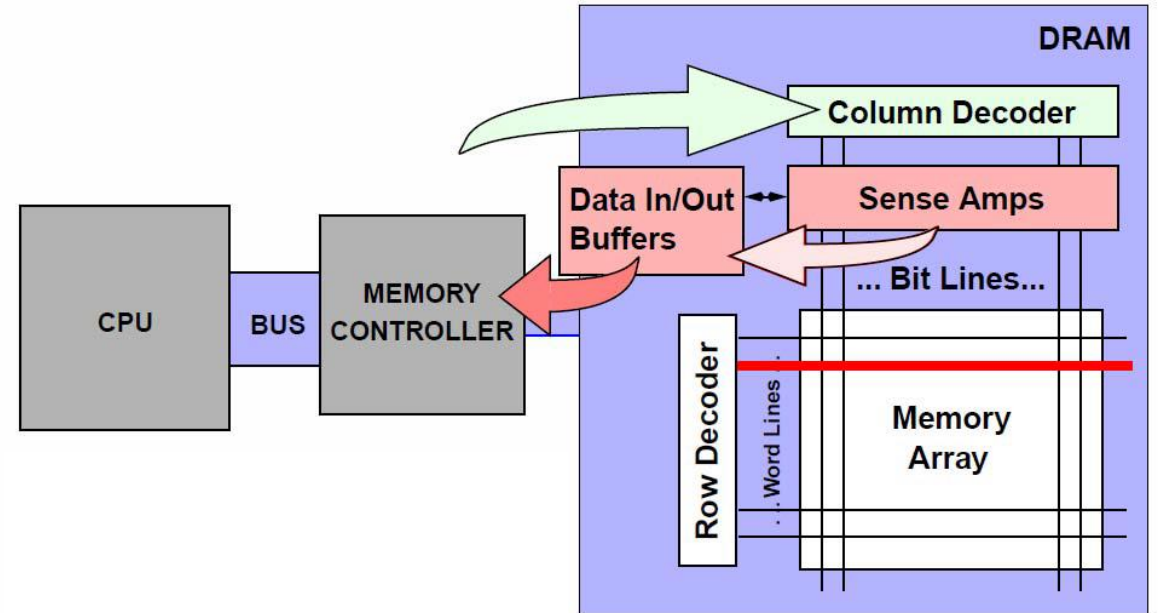 DRAM
Column Decoder
Data In/Out
Buffers
Sense Amps
... Bit Lines...
CPU
BUS
MEMORY
CONTROLLER
Row Decoder
. . .Word Lines . . .
Memory
Array